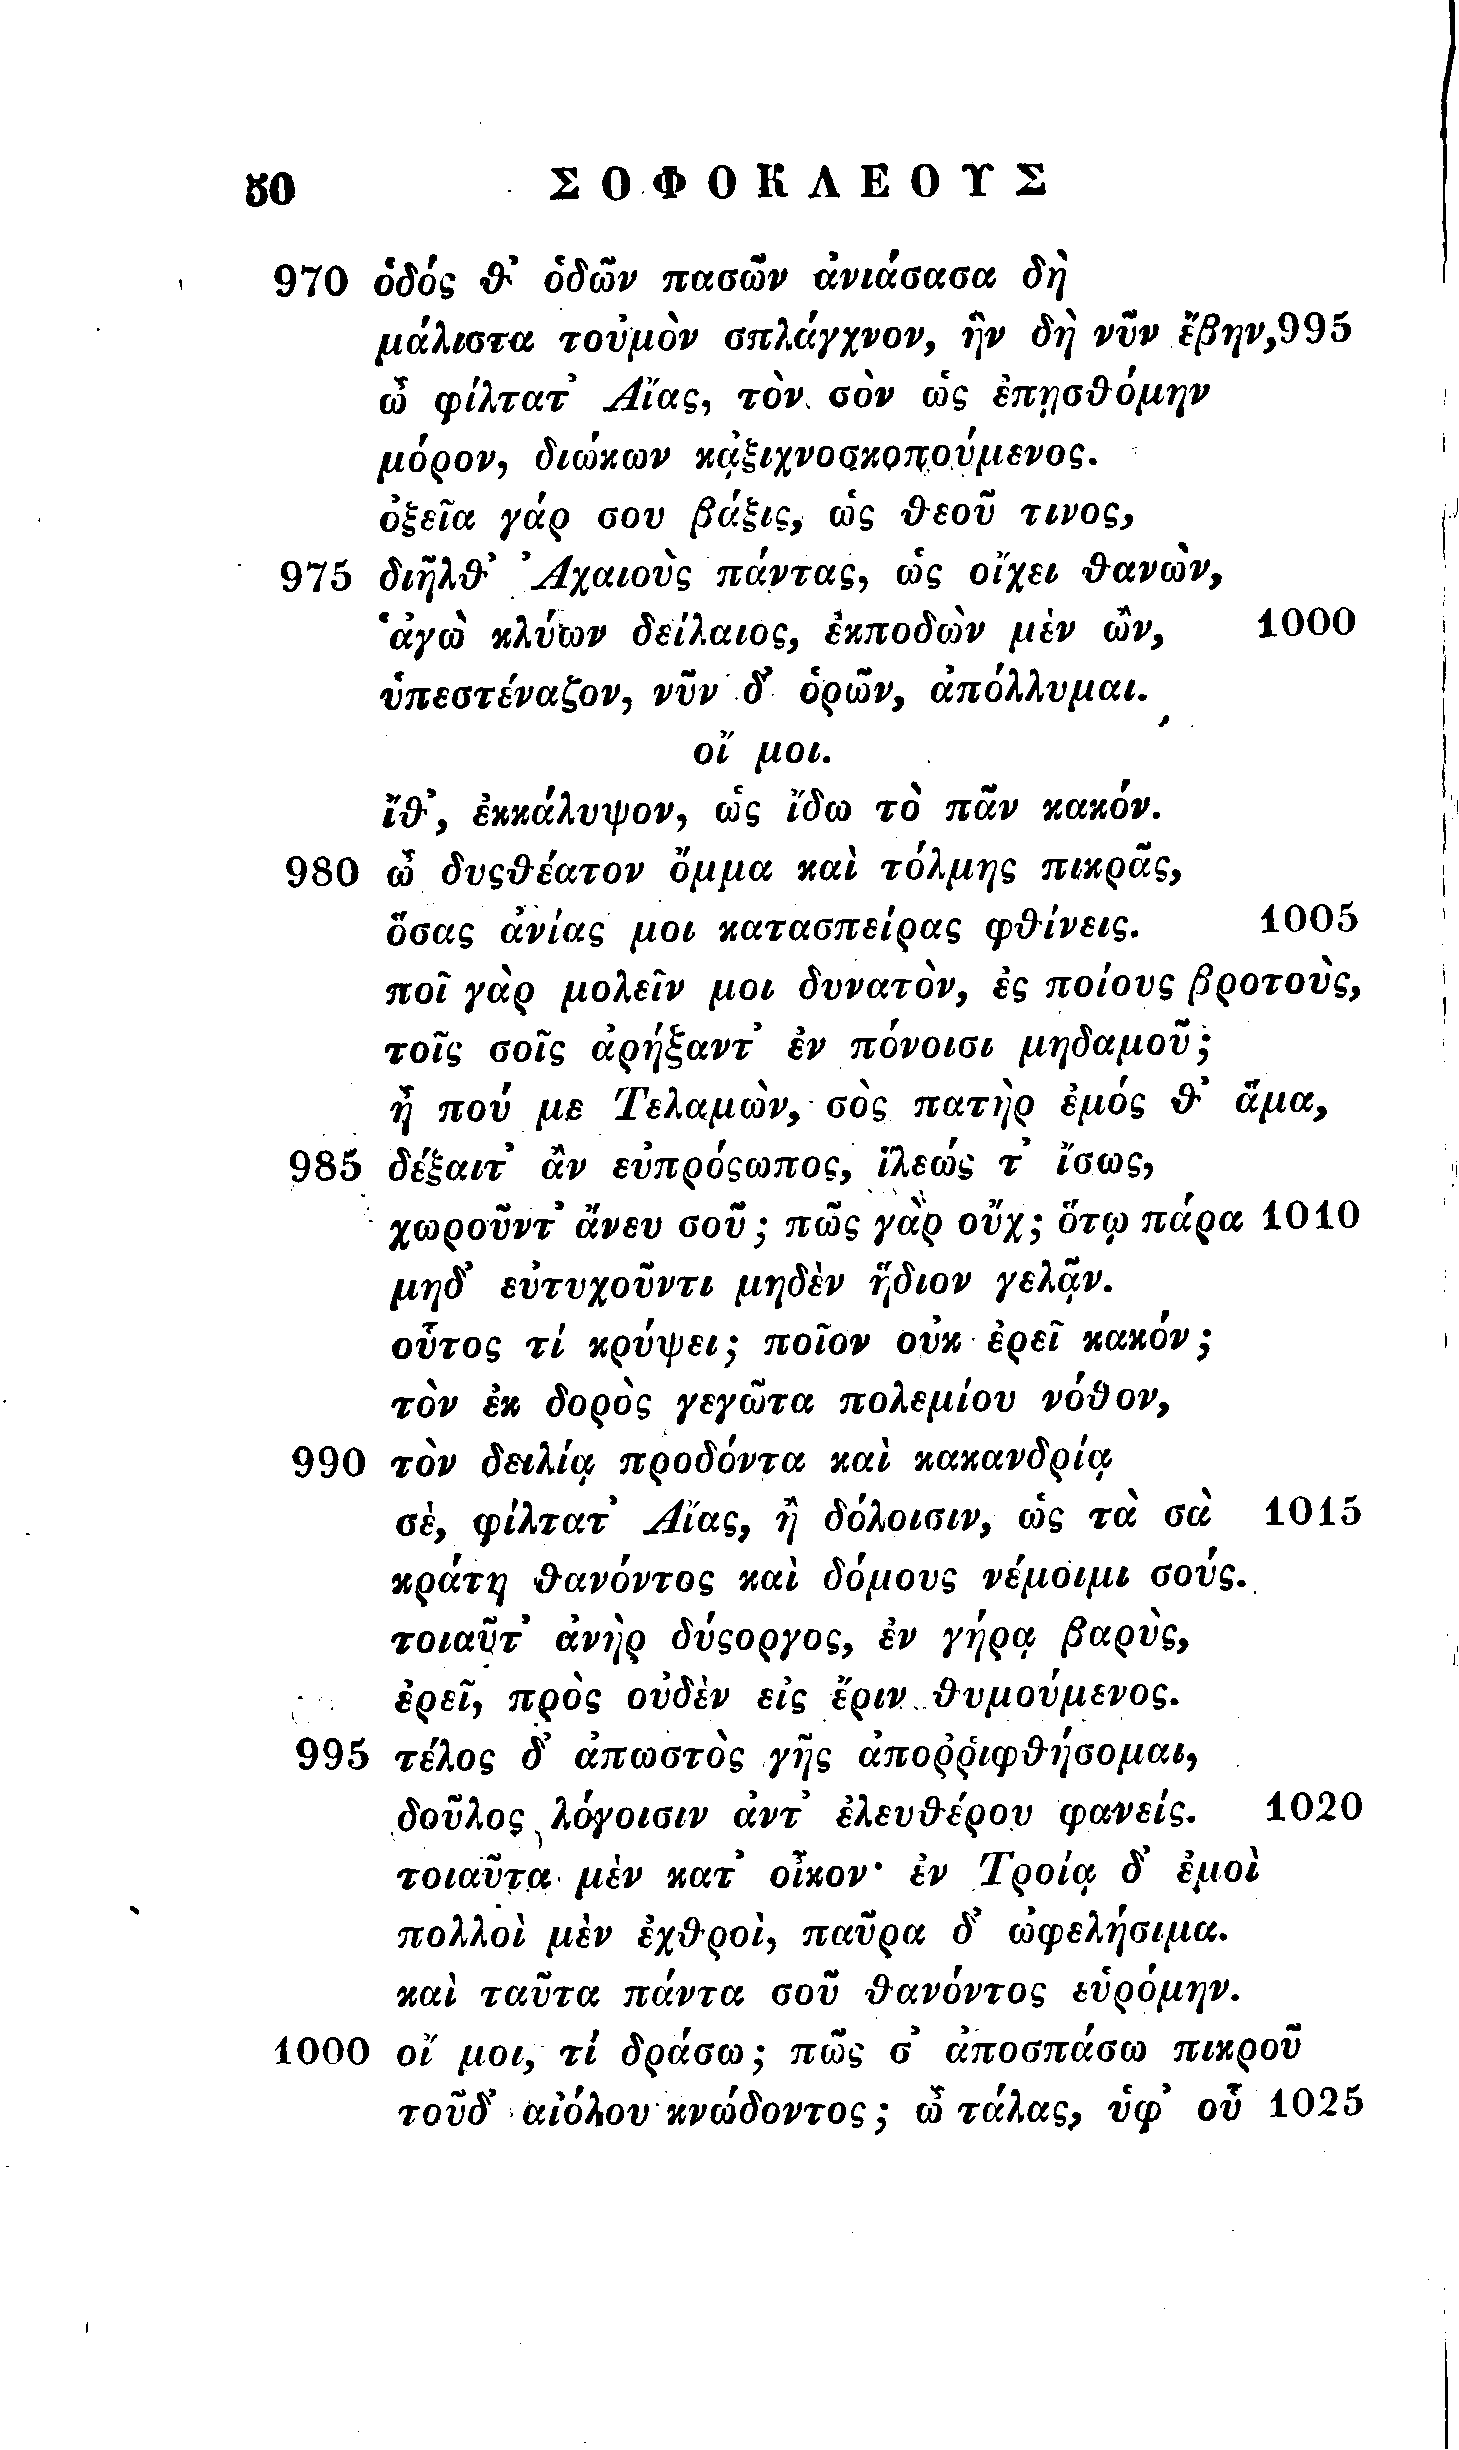 50 ΣΟΦΟΚΛΕΟΥΣ
970 ὁδός θ’ ὁδῶν πασῶν ἀνιάσασα δὴ
μάλιστα τοὐμὸν σπλάγχνον, ἣν δὴ νῦν ἔβην, 995
ὦ φίλτατ’ Αἴας, τὸν σὸν ὡς ἐπῃσθόμην
μόρον, διώκων κἀξιχνοσκοπούμενος.
ὀξεῖα γάρ σου βάξις, ὡς θεοῦ τινος,
975 διῆλθ’ Ἀχαιοὺς πάντας, ὡς οἴχει θανὼν,
ἁγὼ κλύων δείλαιος, ἐκποδὼν μὲν ὢν, 1000
ὑπεστέναζον, νῦν δ’ ὁρῶν, ἀπόλλυμαι.
οἴ μοι.
ἴθ’, ἐκκάλυψον, ὡς ἴδω τὸ πᾶν κακόν.
980 ὦ δυςθέατον ὄμμα καὶ τόλμης πικρᾶς,
ὅσας ἀνίας μοι κατασπείρας φθίνεις. 1005
ποῖ γὰρ μολεῖν μοι δυνατὸν, ἐς ποίους βροτοὺς,
τοῖς σοῖς ἀρήξαντ’ ἐν πόνοισι μηδαμοῦ;
ἦ πού με Τελαμὼν, σὸς πατὴρ ἐμός θ’ ἅμα,
985 δέξαιτ’ ἂν εὐπρόςωπος, ἵλεώς τ’ ἴσως,
χωροῦντ’ ἄνευ σοῦ; πῶς γὰρ οὔχ; ὅτῳ πάρα 1010
μηδ’ εὐτυχοῦντι μηδὲν ἥδιον γελᾷν.
οὗτος τί κρύψει; ποῖον οὐκ ἐρεῖ κακόν;
τὸν ἐκ δορὸς γεγῶτα πολεμίου νόθον,
990 τὸν δειλίᾳ προδόντα καὶ κακανδρίᾳ
σὲ, φίλτατ’ Αἴας, ἢ δόλοισιν, ὡς τὰ σὰ 1015
κράτη θανόντος καὶ δόμους νέμοιμι σούς.
τοιαῦτ’ ἀνὴρ δύςοργος, ἐν γήρᾳ βαρὺς,
ἐρεῖ, πρὸς οὐδὲν εἰς ἔριν θυμούμενος.
995 τέλος δ’ ἀπωστὸς γῆς ἀποῤῥιφθήσομαι,
δοῦλος λόγοισιν ἀντ’ ἐλευθέρου φανείς. 1020
τοιαῦτα μὲν κατ’ οἶκον· ἐν Τροίᾳ δ’ ἐμοὶ
πολλοὶ μὲν ἐχθροὶ, παῦρα δ’ ὠφελήσιμα.
καὶ ταῦτα πάντα σοῦ θανόντος εὑρόμην.
1000 οἴ μοι, τί δράσω; πῶς σ’ ἀποσπάσω πικροῦ
τοῦδ’ αἰόλου κνώδοντος; ὦ τάλας, ὑφ’ οὗ 1025